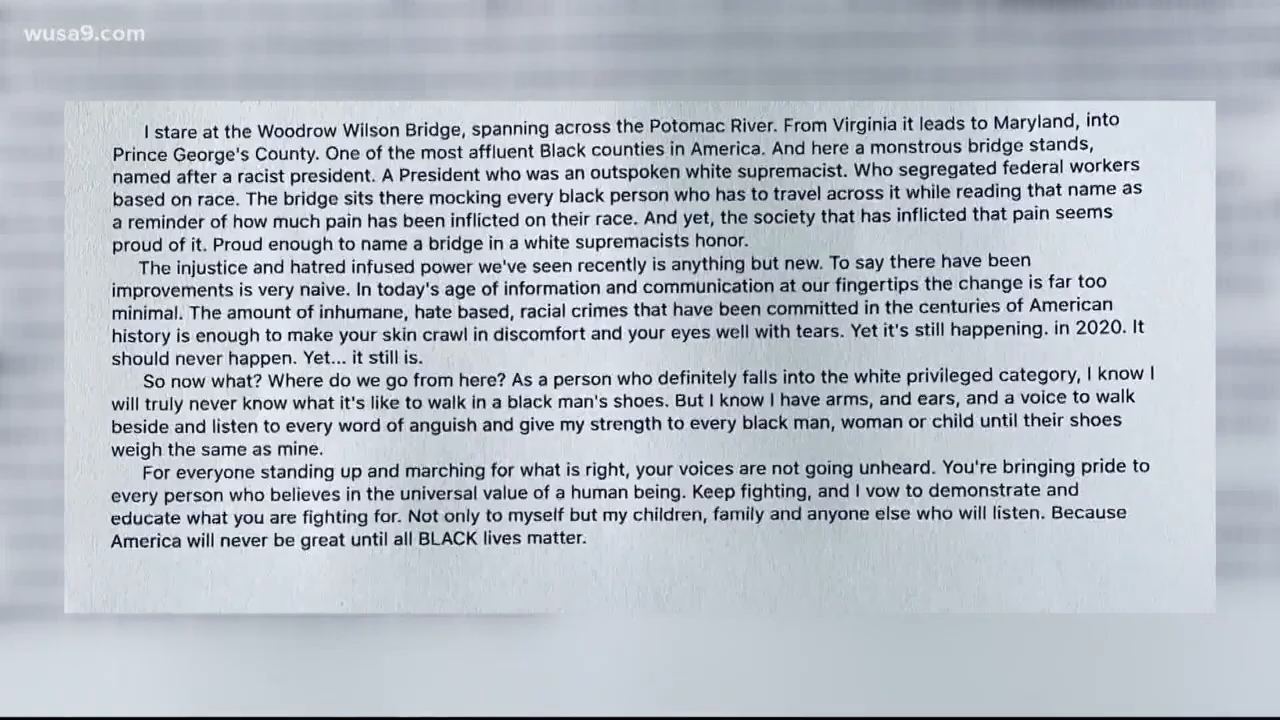 wusa9.com
I stare at the Woodrow Wilson Bridge, spanning across the Potomac River. From Virginia it leads to Maryland, into
Prince George's County. One of the most affluent Black counties in America. And here a monstrous bridge stands,
named after a racist president. A President who was an outspoken white supremacist. Who segregated federal workers
based on race. The bridge sits there mocking every black person who has to travel across it while reading that name as
a reminder of how much pain has been inflicted on their race. And yet, the society that has inflicted that pain seems
proud of it. Proud enough to name a bridge in a white supremacists honor.
The injustice and hatred infused power we've seen recently is anything but new. To say there have been
improvements is very naive. In today's age of information and communication at our fingertips the change is far too
minimal. The amount of inhumane, hate based, racial crimes that have been committed in the centuries of American
history is enough to make your skin crawl in discomfort and your eyes well with tears. Yet it's still happening. in 2020. It
should never happen. Yet... it still is.
So now what? Where do we go from here? As a person who definitely falls into the white privileged category, I know I
will truly never know what it's like to walk in a black man's shoes. But I know I have arms, and ears, and a voice to walk
beside and listen to every word of anguish and give my strength to every black man, woman or child until their shoes
weigh the same as mine.
For everyone standing up and marching for what is right, your voices are not going unheard. You're bringing pride to
every person who believes in the universal value of a human being. Keep fighting, and I vow to demonstrate and
educate what you are fighting for. Not only to myself but my children, family and anyone else who will listen. Because
America will never be great until all BLACK lives matter.